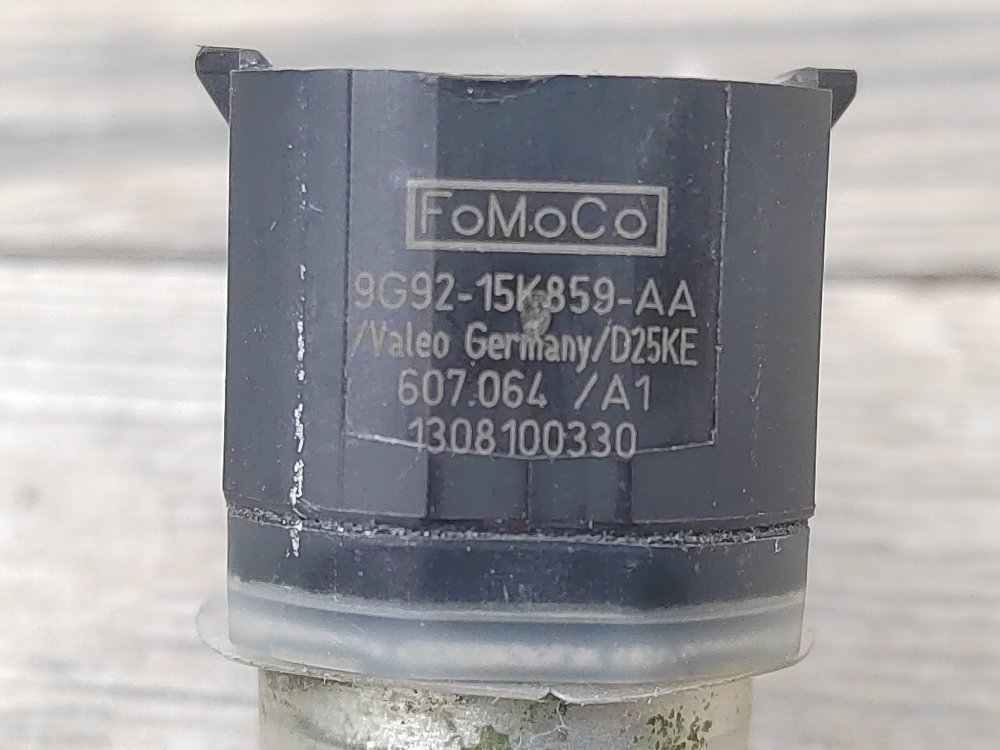 FoMoCo
9G92-15K859-AA
/Valeo Germany/D25KE
607.064 /A1
1308100330